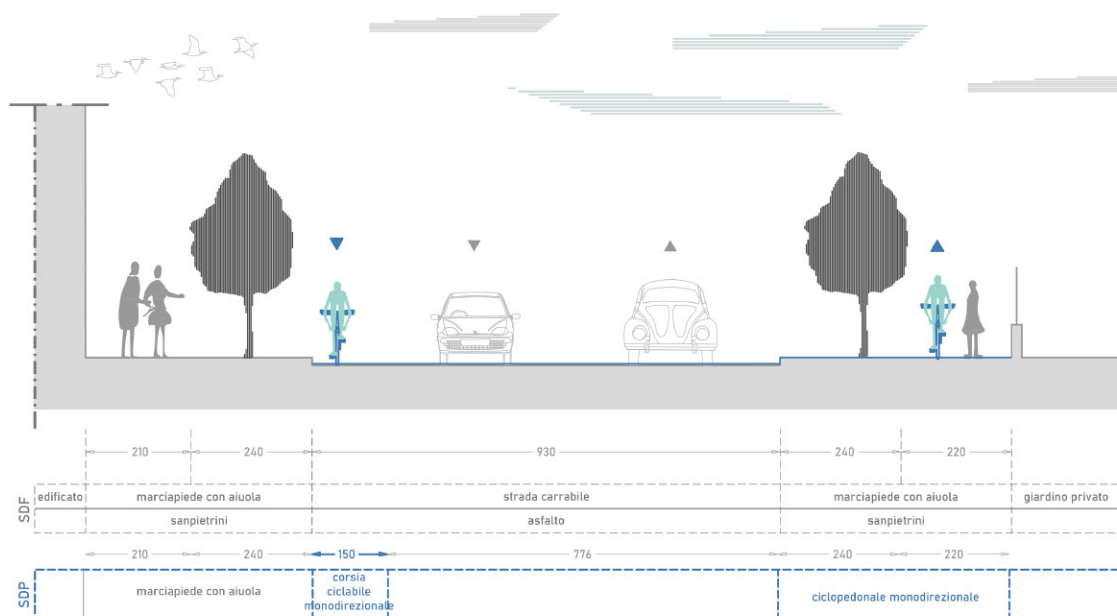 210 240 930 240 220
SDF
edificato marciapiede con aiuola strada carrabile marciapiede con aiuola giardino privato
sanpietrini asfalto sanpietrini
210 240 150 776 240 220
SDP
marciapiede con aiuola
corsia
ciclabile
monodirezionale
ciclopedonale monodirezionale